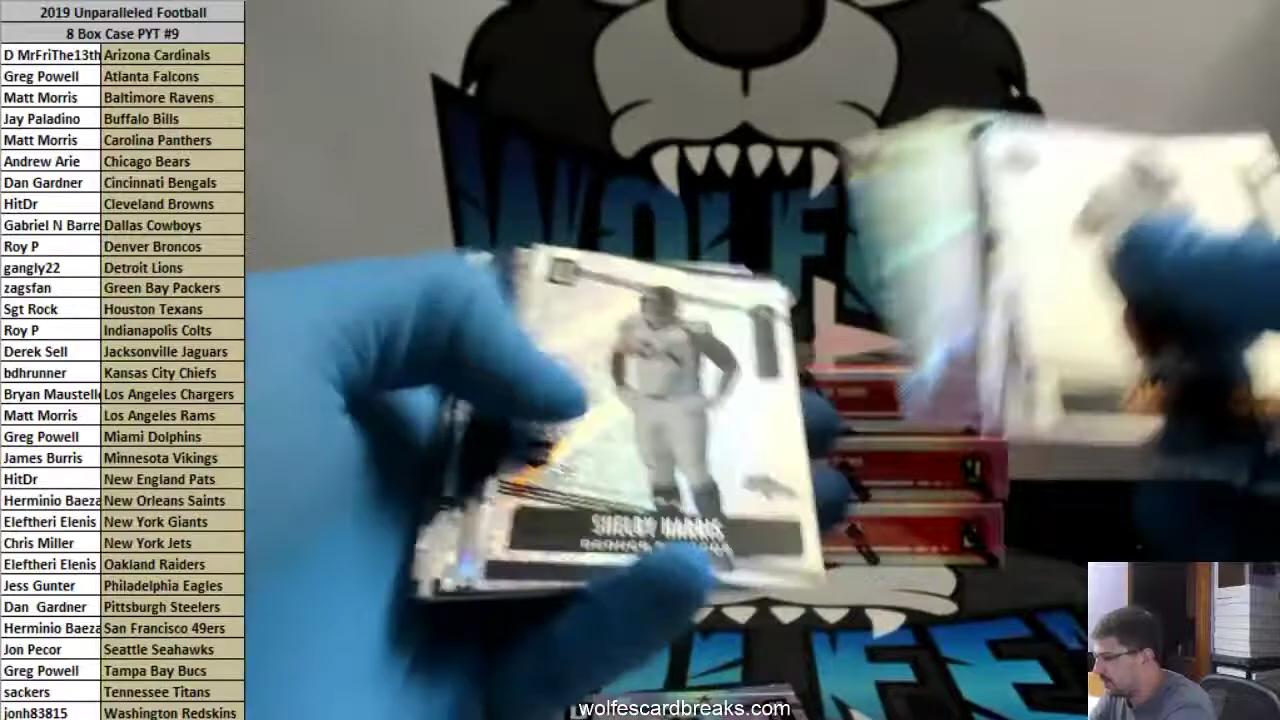 2019 Unparalleled Football
8 Box Case PYT #9
D MrFriThe13th Arizona Cardinals
Greg Powell Atlanta Falcons
Matt Morris Baltimore Ravens
Jay Paladino Buffalo Bills
Matt Morris Carolina Panthers
Andrew Arie Chicago Bears
Dan Gardner Cincinnati Bengals
HitDr Cleveland Browns
Gabriel N Barre Dallas Cowboys
Roy P Denver Broncos
gangly22 Detroit Lions
zagsfan Green Bay Packers
Sgt Rock Houston Texans
Roy P Indianapolis Colts
Derek Sell Jacksonville Jaguars
bdhrunner Kansas City Chiefs
Bryan Maustelle Los Angeles Chargers
Matt Morris Los Angeles Rams
Greg Powell Miami Dolphins
James Burris Minnesota Vikings
HitDr New England Pats
Herminio Baeza New Orleans Saints
Eleftheri Elenis New York Giants
Chris Miller New York Jets
Eleftheri Elenis Oakland Raiders
Jess Gunter Philadelphia Eagles
Dan Gardner Pittsburgh Steelers
Herminio Baeza San Francisco 49ers
Jon Pecor Seattle Seahawks
Greg Powell Tampa Bay Bucs
sackers Tennessee Titans
jonh83815 Washington Redskins
WOLFE
SHELBY HARRIS
wolfescardbreaks.com